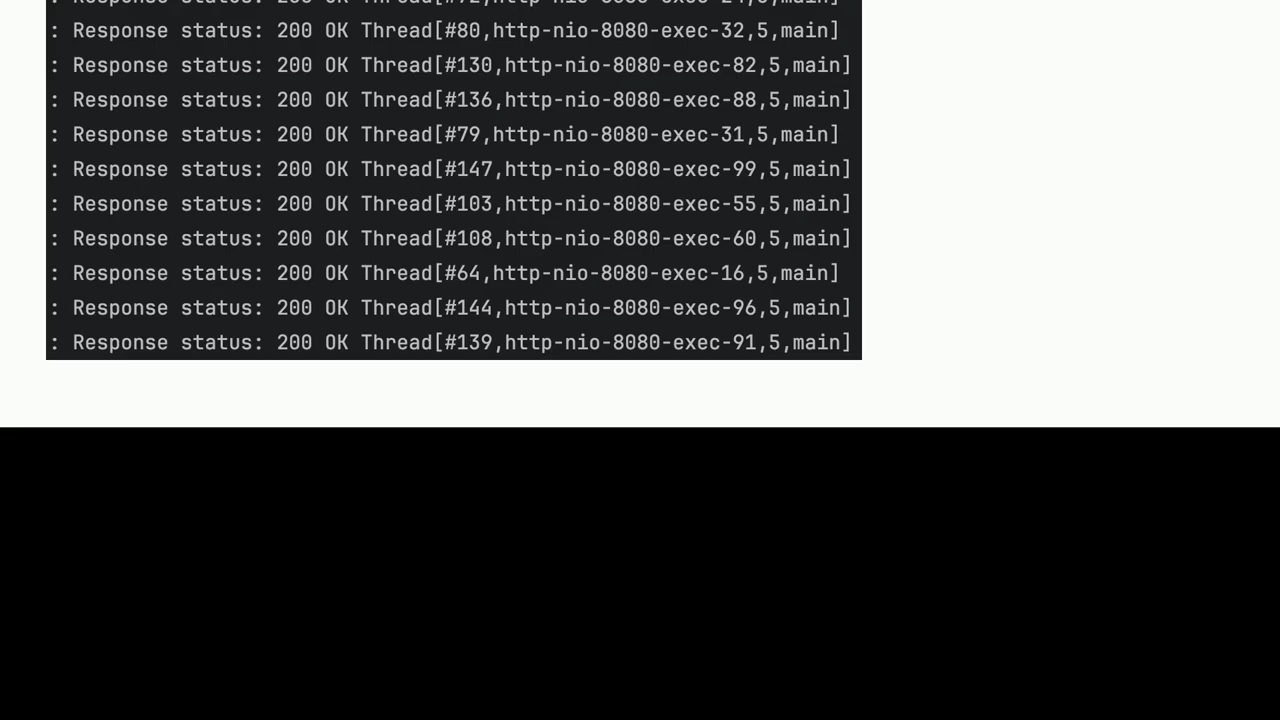 : Response status: 200 OK Thread[#80,http-nio-8080-exec-32,5,main]
: Response status: 200 OK Thread[#130,http-nio-8080-exec-82,5,main]
: Response status: 200 OK Thread[#136,http-nio-8080-exec-88,5,main]
: Response status: 200 OK Thread[#79,http-nio-8080-exec-31,5,main]
: Response status: 200 OK Thread[#147,http-nio-8080-exec-99,5,main]
: Response status: 200 OK Thread[#103,http-nio-8080-exec-55,5,main]
: Response status: 200 OK Thread[#108,http-nio-8080-exec-60,5,main]
: Response status: 200 OK Thread[#64,http-nio-8080-exec-16,5,main]
: Response status: 200 OK Thread[#144,http-nio-8080-exec-96,5,main]
: Response status: 200 OK Thread[#139,http-nio-8080-exec-91,5,main]